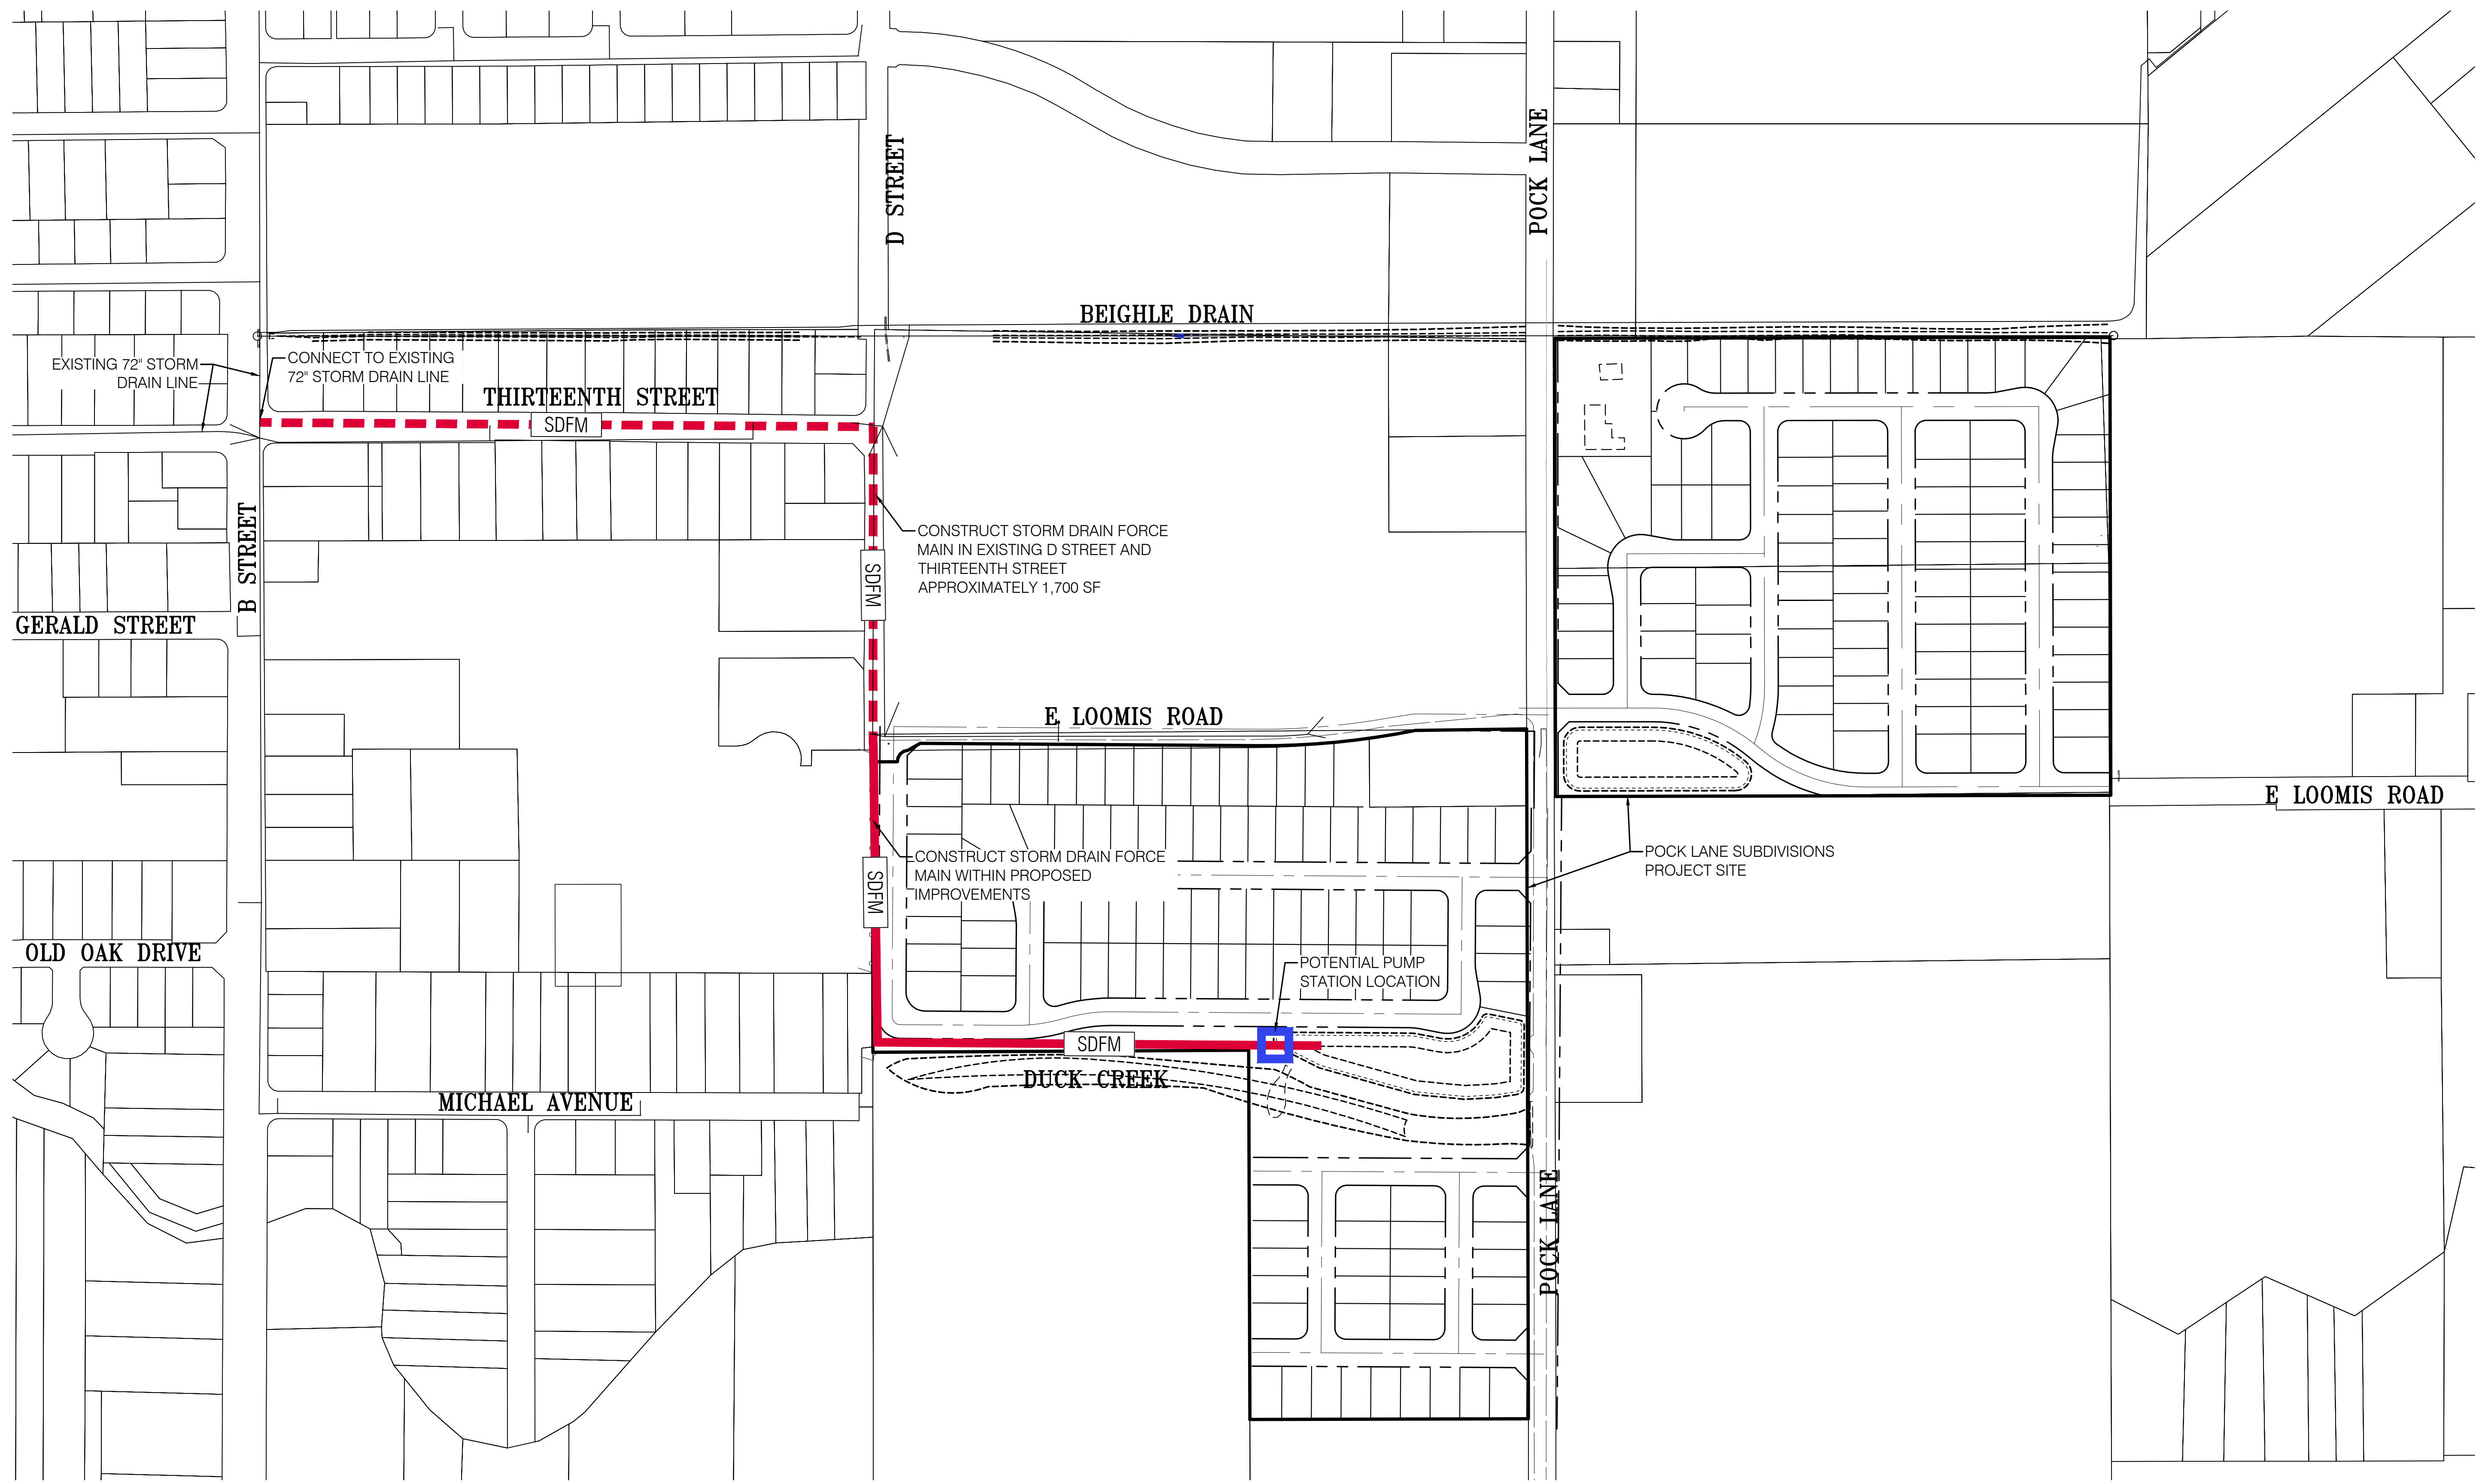 D STREET
POCK LANE
BEIGHLE DRAIN
EXISTING 72" STORM
DRAIN LINE
CONNECT TO EXISTING
72" STORM DRAIN LINE
THIRTEENTH STREET
SDFM
B STREET
CONSTRUCT STORM DRAIN FORCE
MAIN IN EXISTING D STREET AND
THIRTEENTH STREET
APPROXIMATELY 1,700 SF
SDFM
GERALD STREET
E LOOMIS ROAD
E LOOMIS ROAD
CONSTRUCT STORM DRAIN FORCE
MAIN WITHIN PROPOSED
IMPROVEMENTS
SDFM
POCK LANE SUBDIVISIONS
PROJECT SITE
OLD OAK DRIVE
POTENTIAL PUMP
STATION LOCATION
SDFM
DUCK CREEK
MICHAEL AVENUE
POCK LANE